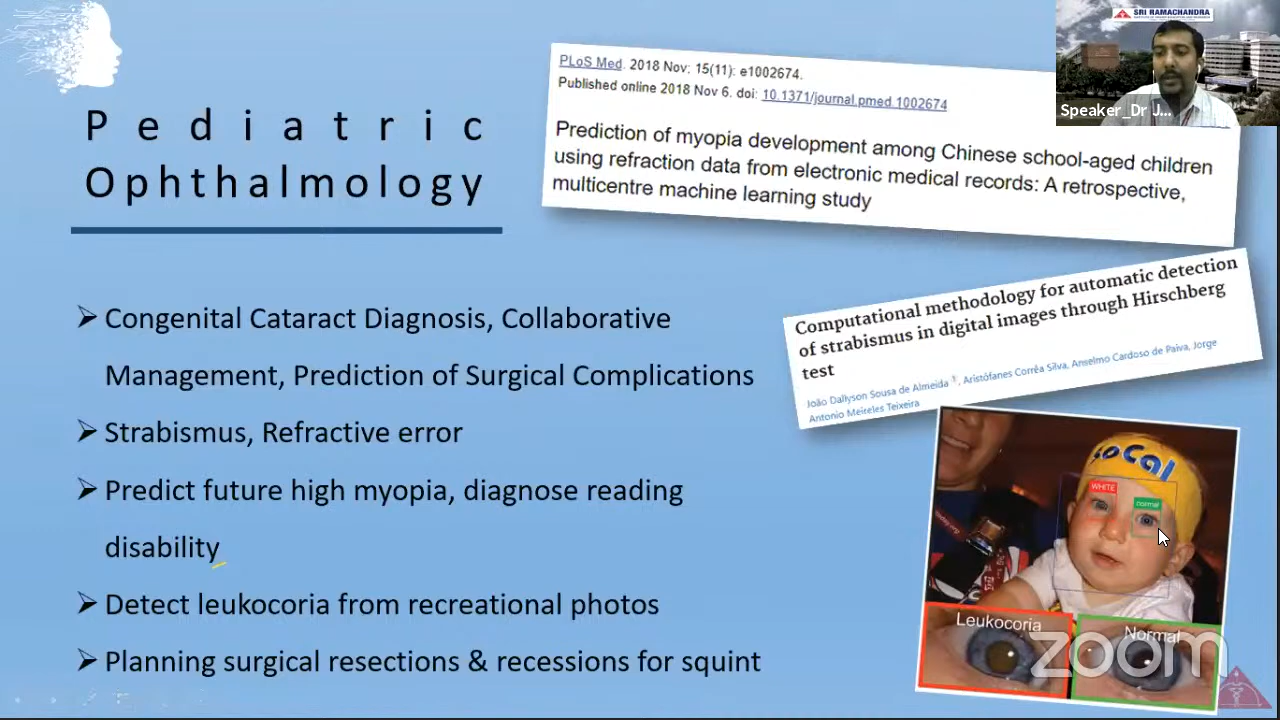 Pediatric
Ophthalmology
➢ Congenital Cataract Diagnosis, Collaborative
Management, Prediction of Surgical Complications
➢ Strabismus, Refractive error
➢ Predict future high myopia, diagnose reading
disability
➢ Detect leukocoria from recreational photos
➢ Planning surgical resections & recessions for squint
PLoS Med. 2018 Nov; 15(11): e1002674.
Published online 2018 Nov 6. doi: 10.1371/journal.pmed.1002674
Prediction of myopia development among Chinese school-aged children
using refraction data from electronic medical records: A retrospective,
multicentre machine learning study
SRI RAMACHANDRA
Speaker_Dr J...
Computational methodology for automatic detection
of strabismus in digital images through Hirschberg
test
João Dallyson Sousa de Almeida, Aristófanes Corrêa Silva, Anselmo Cardoso de Paiva, Jorge
Antonio Meireles Teixeira
LoCal
WHITE
normal
Leukocoria
Normal
zoom